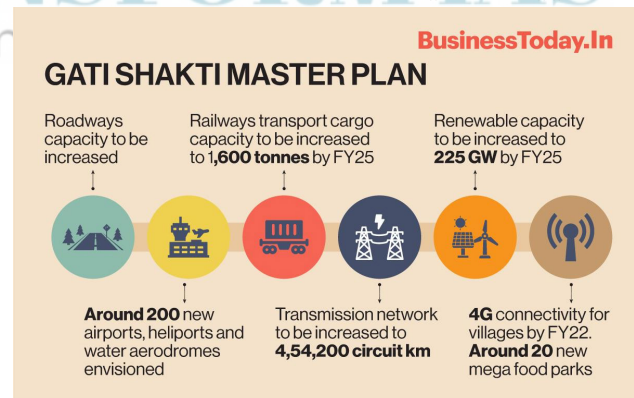 BusinessToday.In
GATI SHAKTI MASTER PLAN
Roadways
capacity to be
increased
Railways transport cargo
capacity to be increased
to 1,600 tonnes by FY25
Renewable capacity
to be increased to
225 GW by FY25
Around 200 new
airports, heliports and
water aerodromes
envisioned
Transmission network
to be increased to
4,54,200 circuit km
4G connectivity for
villages by FY22.
Around 20 new
mega food parks